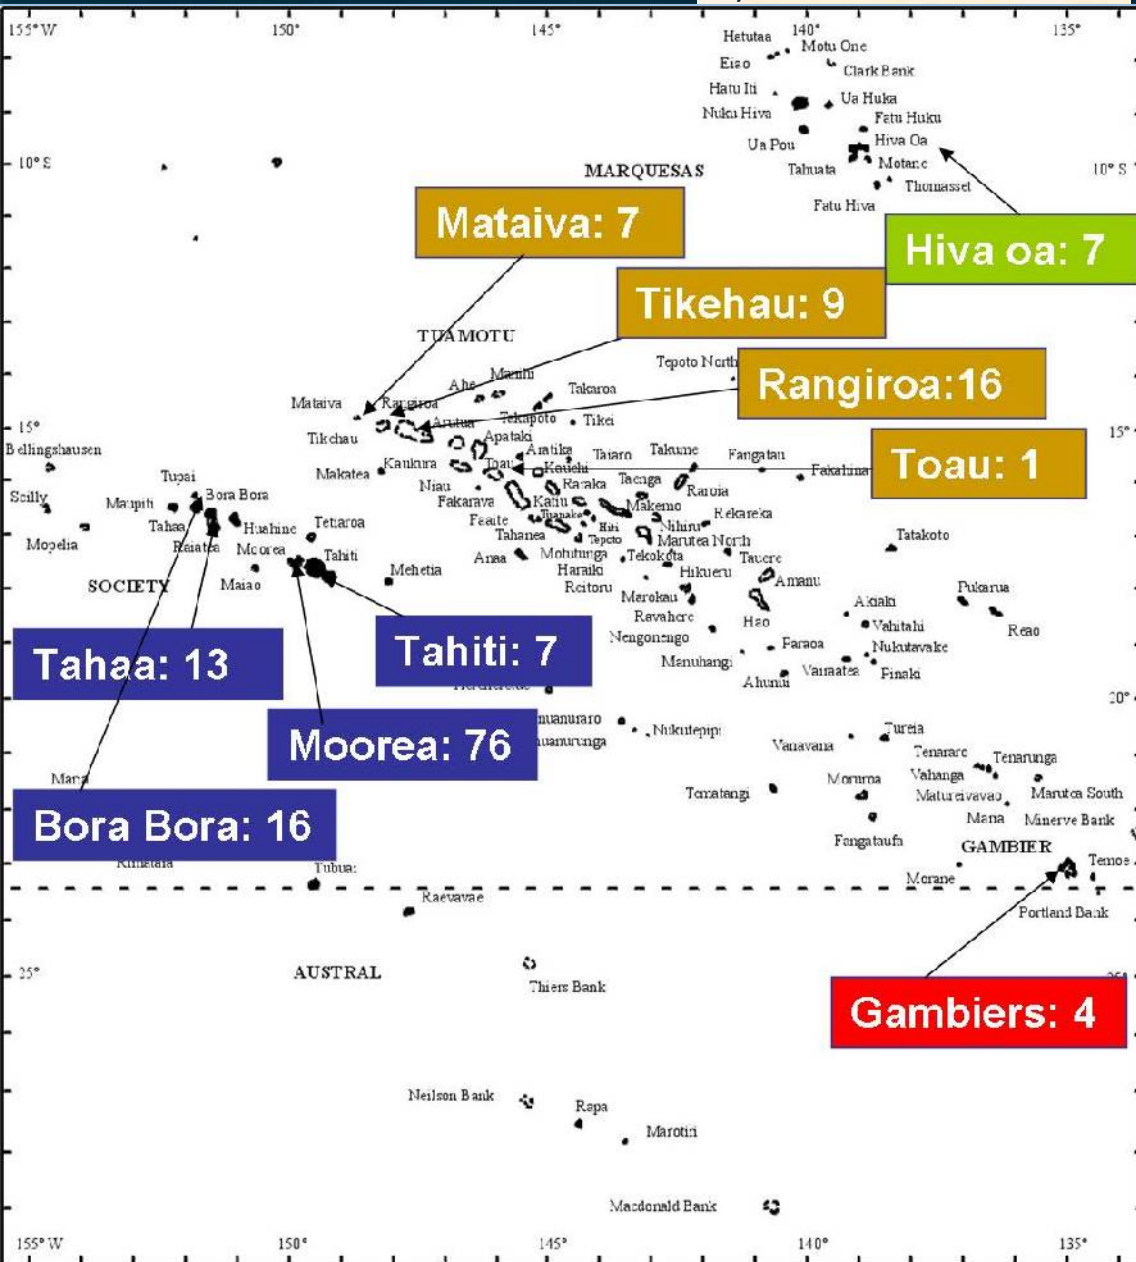 155°W 150° 145° 140° 135°
Hatutaa
Motu One
Eiao
Clark Bank
Hatu Iti
Ua Huka
Nuku Hiva
Fatu Huku
Ua Pou
Hiva Oa
10° S
MARQUESAS
Tahuata
Motane
10° S
Thomasset
Fatu Hiva
Mataiva: 7
Hiva oa: 7
Tikehau: 9
TUAMOTU
Tepoto North
Rangiroa:16
Manihi
Ahe
Takaroa
Mataiva
Rangiroa
Takapoto
Tikei
Arutua
15°
15°
Tikehau
Apataki
Toau: 1
Bellingshausen
Aratika
Taiaro
Takume
Fangatau
Kaukura
Toau
Kauehi
Fakahina
Makatea
Tupai
Niau
Raraka
Taenga
Raroia
Scilly
Maupiti
Bora Bora
Fakarava
Katiu
Makemo
Tuanake
Hiti
Rekareka
Tahaa
Huahine
Tetiaroa
Faaite
Nihiru
Mopelia
Raiatea
Tahanea
Tepoto
Marutea North
Tatakoto
Moorea
Tahiti
Anaa
Motutunga
Tekokota
Tauere
Haraiki
Mehetia
Hikueru
Amanu
SOCIETY
Maiao
Reitoru
Pukarua
Marokau
Akiaki
Ravahere
Hao
Vahitahi
Reao
Nengonengo
Paraoa
Nukutavake
Tahaa: 13
Tahiti: 7
Manuhangi
Vairaatea
Pinaki
Ahunui
20°
Moorea: 76
Nukutepipi
Tureia
Vanavana
Tenararo
Tenarunga
Maria
Vahanga
Tematangi
Moruroa
Matureivavao
Marutea South
Bora Bora: 16
Maria
Minerve Bank
Fangataufa
GAMBIER
Tubuai
Temoe
Morane
Raevavae
Portland Bank
25°
AUSTRAL
25°
Thiers Bank
Gambiers: 4
Neilson Bank
Rapa
Marotiri
Macdonald Bank
155°W 150° 145° 140° 135°